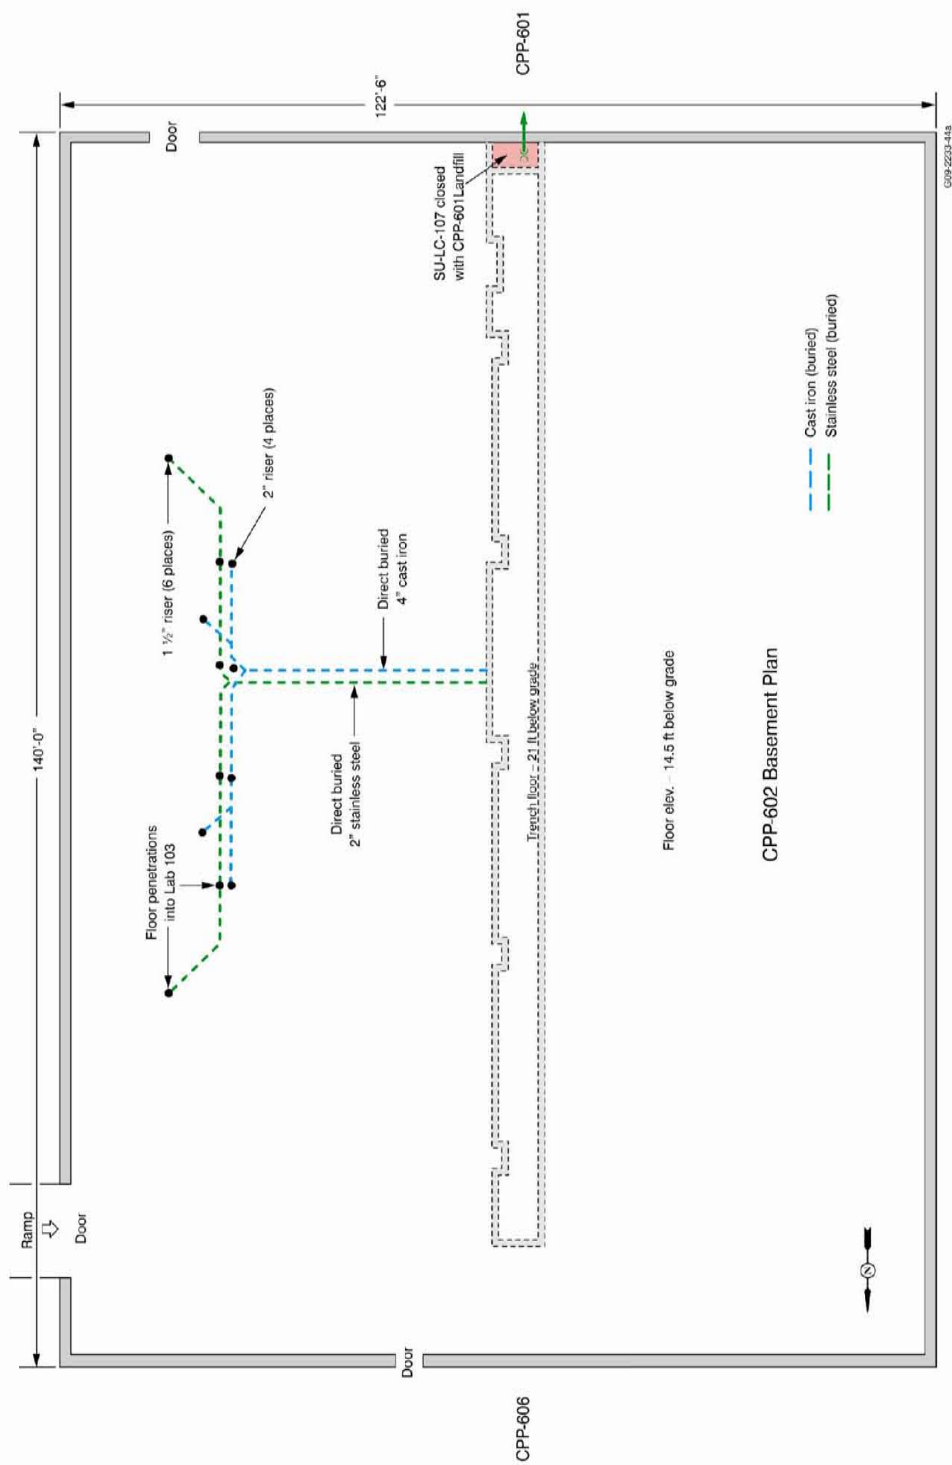 140'-0"
Ramp
Door
Door
122'-6"
1 ½" riser (6 places)
2" riser (4 places)
Floor penetrations
into Lab 103
SU-LC-107 closed
with CPP-601Landfill
CPP-601
Direct buried
4" cast iron
Direct buried
2" stainless steel
Trench floor – 21 ft below grade
Door
CPP-606
Floor elev. – 14.5 ft below grade
CPP-602 Basement Plan
Cast iron (buried)
Stainless steel (buried)
N
G09-2233-44a